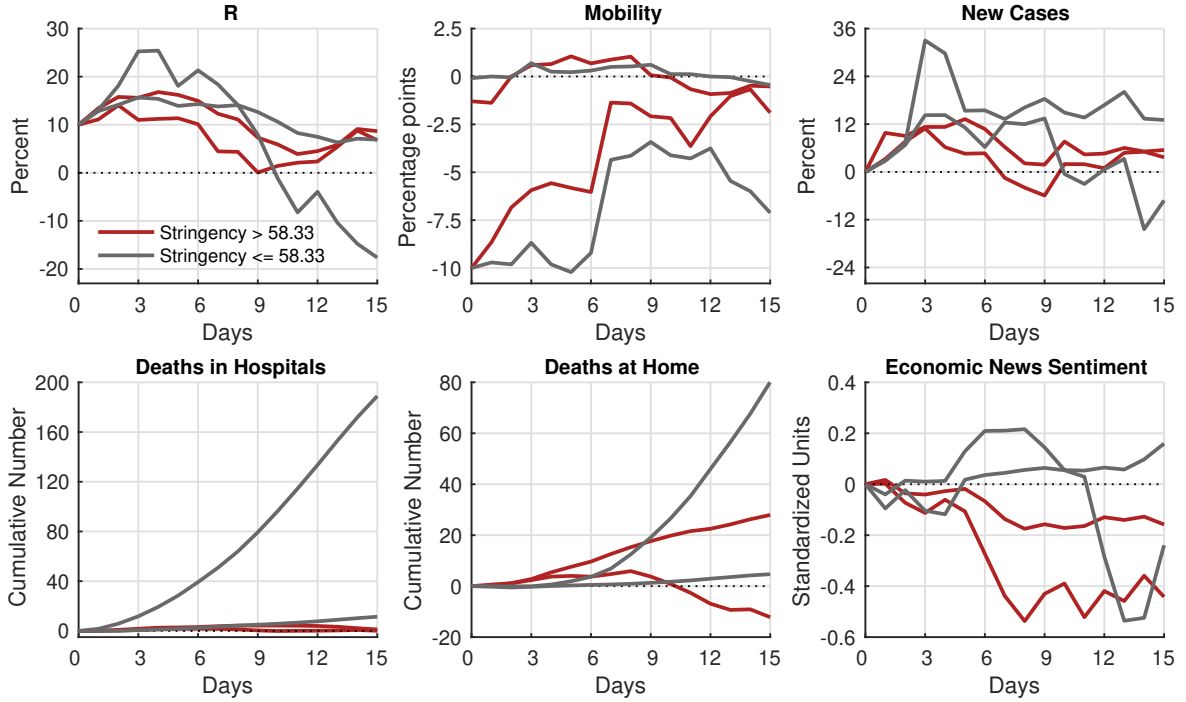 R
Percent
30
20
10
0
-10
-20
Stringency > 58.33
Stringency <= 58.33
0 3 6 9 12 15
Days
Mobility
Percentage points
2.5
0
-2.5
-5
-7.5
-10
0 3 6 9 12 15
Days
New Cases
Percent
36
24
12
0
-12
-24
0 3 6 9 12 15
Days
Deaths in Hospitals
Cumulative Number
200
160
120
80
40
0
0 3 6 9 12 15
Days
Deaths at Home
Cumulative Number
80
60
40
20
0
-20
0 3 6 9 12 15
Days
Economic News Sentiment
Standardized Units
0.4
0.2
0
-0.2
-0.4
-0.6
0 3 6 9 12 15
Days